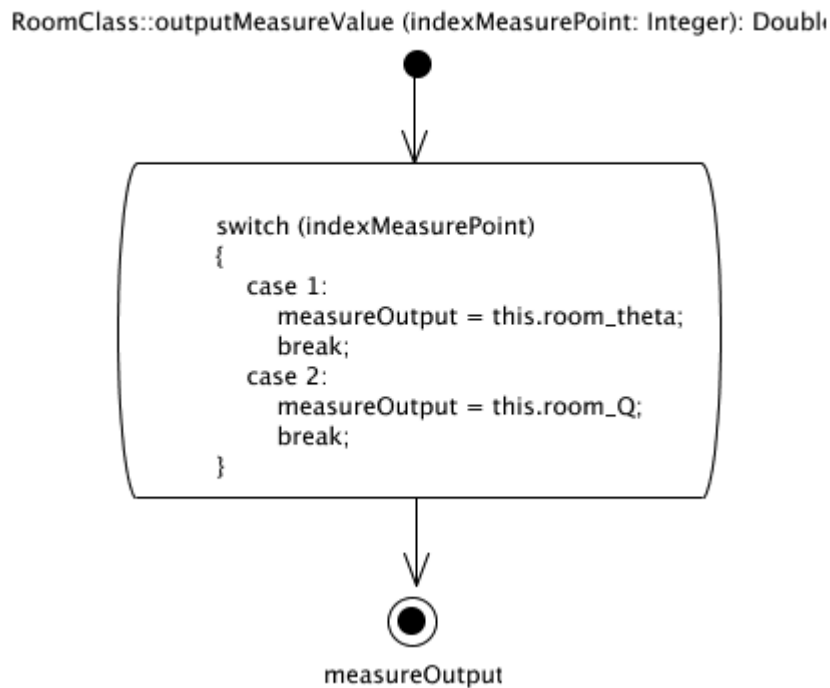 RoomClass::outputMeasureValue (indexMeasurePoint: Integer): Double
switch (indexMeasurePoint)
{
case 1:
measureOutput = this.room_theta;
break;
case 2:
measureOutput = this.room_Q;
break;
}
measureOutput